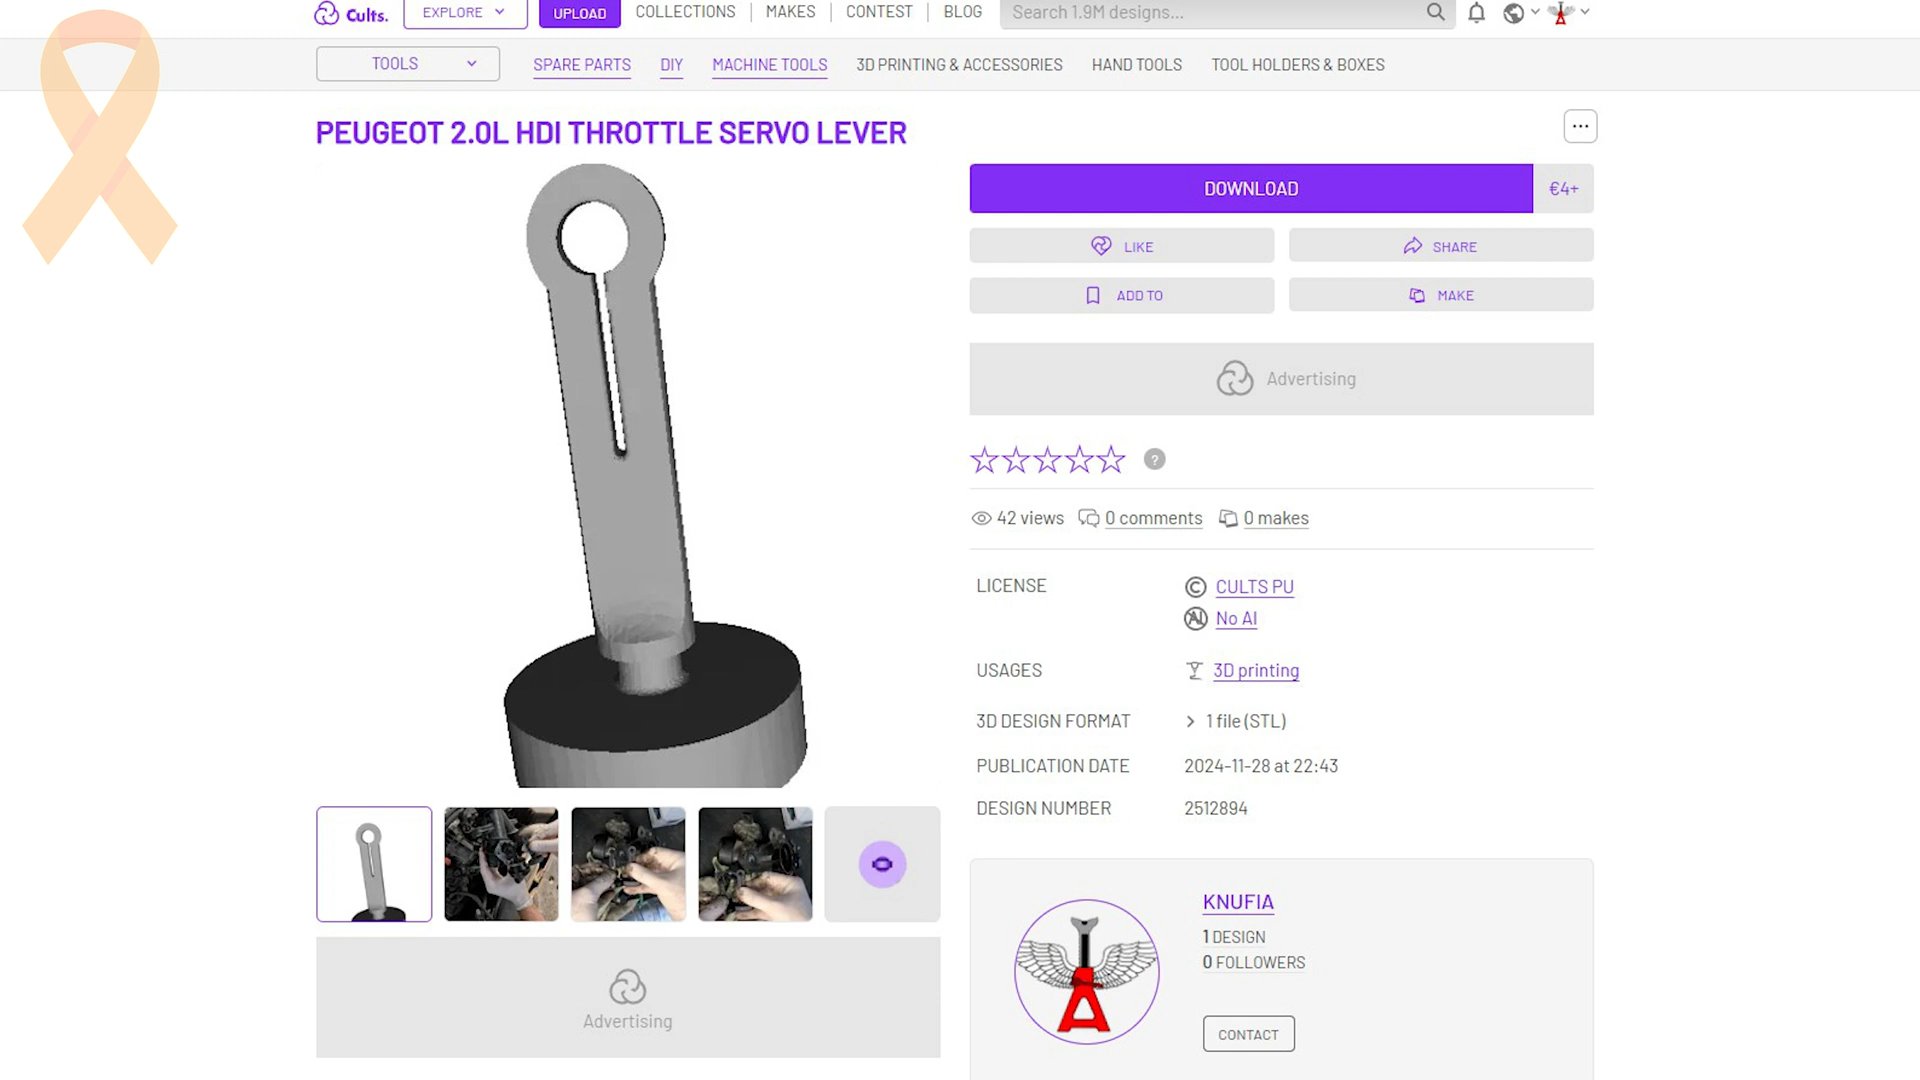 Cults.
EXPLORE
UPLOAD
COLLECTIONS
MAKES
CONTEST
BLOG
Search 1.9M designs...
TOOLS
SPARE PARTS
DIY
MACHINE TOOLS
3D PRINTING & ACCESSORIES
HAND TOOLS
TOOL HOLDERS & BOXES
PEUGEOT 2.0L HDI THROTTLE SERVO LEVER
...
DOWNLOAD
€4+
LIKE
SHARE
ADD TO
MAKE
Advertising
?
42 views
0 comments
0 makes
LICENSE
CULTS PU
No AI
USAGES
3D printing
3D DESIGN FORMAT
1 file (STL)
PUBLICATION DATE
2024-11-28 at 22:43
DESIGN NUMBER
2512894
KNUFIA
1 DESIGN
0 FOLLOWERS
CONTACT
Advertising